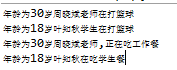 年龄为30岁周晓斌老师在打篮球
年龄为18岁叶知秋学生在打篮球
年龄为30岁周晓斌老师,正在吃工作餐
年龄为18岁叶知秋在吃学生餐